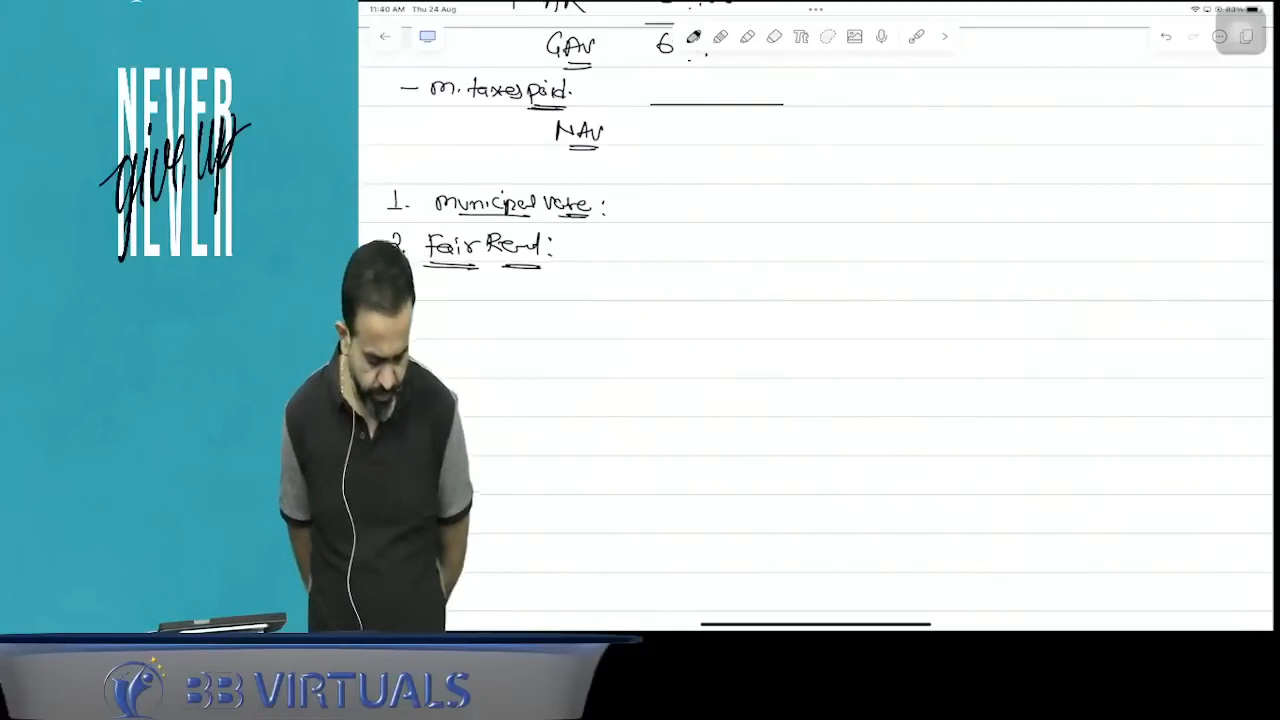 11:40 AM Thu 24 Aug
83%
GAV 6
- M. taxes paid.
NAV
1. Municipal Value:
2. Fair Rent:
NEVER
give up
NEVER
BB VIRTUALS